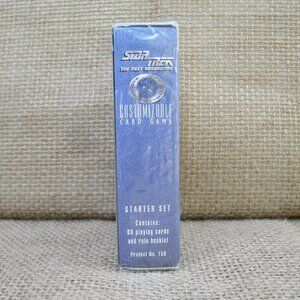 STAR TREK
THE NEXT GENERATION
CUSTOMIZABLE
CARD GAME
STARTER SET
Contains:
60 playing cards
and rule booklet
Product No. 150